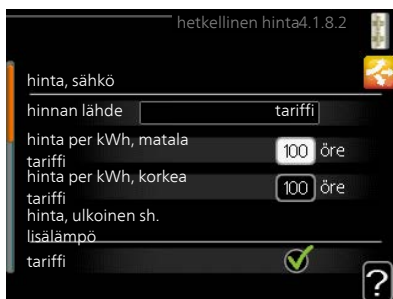 hetkellinen hinta4.1.8.2
hinta, sähkö
hinnan lähde tariffi
hinta per kWh, matala
tariffi 100 öre
hinta per kWh, korkea
tariffi 100 öre
hinta, ulkoinen sh.
lisälämpö
tariffi
?